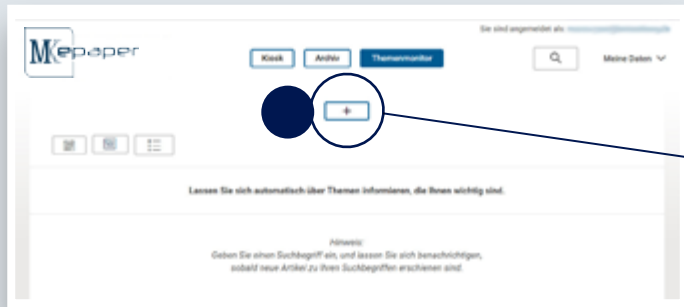 Sie sind angemeldet als:
MKepaper
Kiosk Archiv Themenmonitor Meine Daten
+
Lassen Sie sich automatisch über Themen informieren, die Ihnen wichtig sind.
Hinweis:
Geben Sie einen Suchbegriff ein, und lassen Sie sich benachrichtigen,
sobald neue Artikel zu Ihren Suchbegriffen erschienen sind.